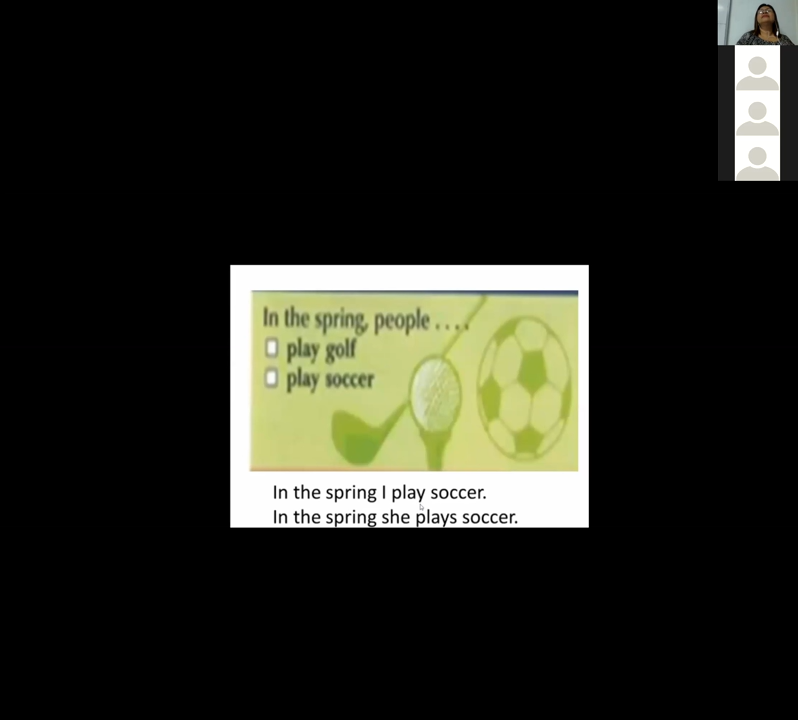 In the spring, people . . . .
play golf
play soccer
In the spring I play soccer.
In the spring she plays soccer.